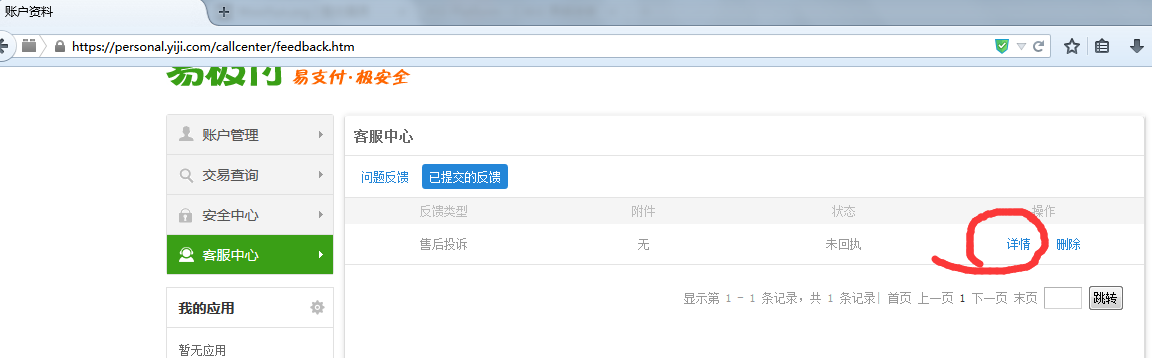 账户资料
https://personal.yiji.com/callcenter/feedback.htm
易极付 易支付·极安全
账户管理
交易查询
安全中心
客服中心
我的应用
暂无应用
客服中心
问题反馈 已提交的反馈
反馈类型 附件 状态 操作
售后投诉 无 未回执 详情 删除
显示第 1 - 1 条记录，共 1 条记录| 首页 上一页 1 下一页 末页 跳转